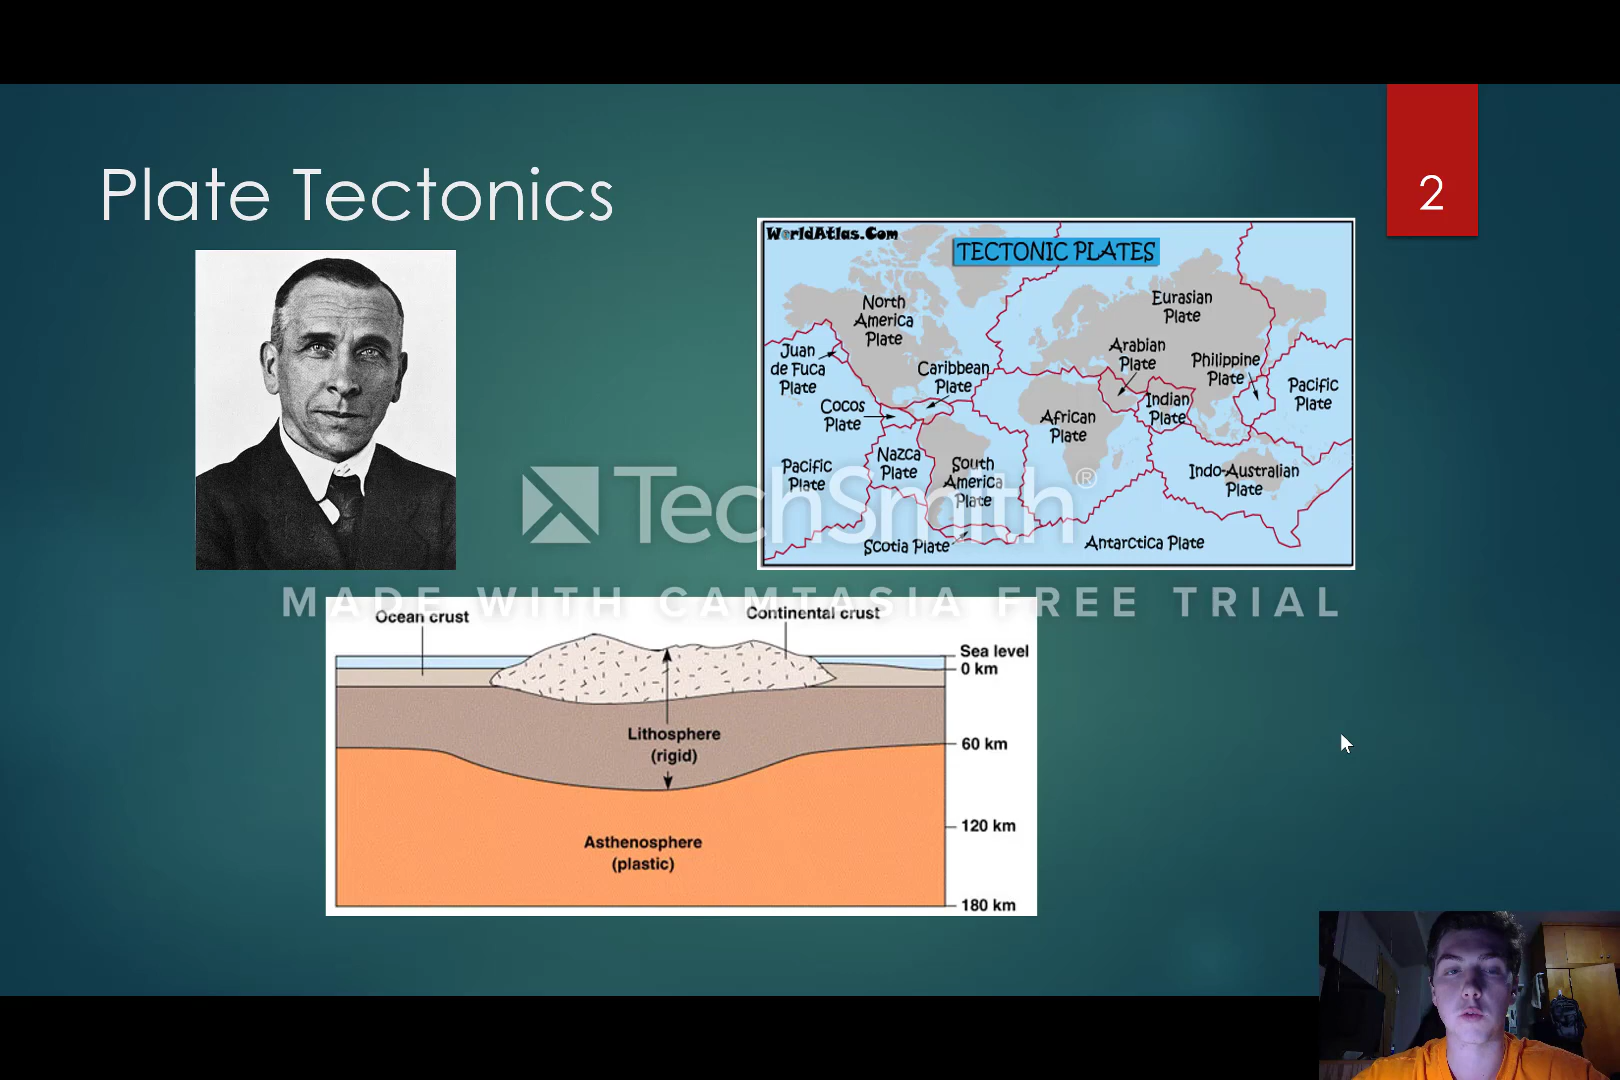 Plate Tectonics
2
WorldAtlas.Com
TECTONIC PLATES
North
America
Plate
Eurasian
Plate
Juan
de Fuca
Plate
Caribbean
Plate
Arabian
Plate
Philippine
Plate
Pacific
Plate
Cocos
Plate
African
Plate
Indian
Plate
Pacific
Plate
Nazca
Plate
South
America
Plate
Indo-Australian
Plate
Scotia Plate
Antarctica Plate
TechSmith®
MADE WITH CAMTASIA FREE TRIAL
Ocean crust
Continental crust
Sea level
0 km
Lithosphere
(rigid)
60 km
120 km
Asthenosphere
(plastic)
180 km